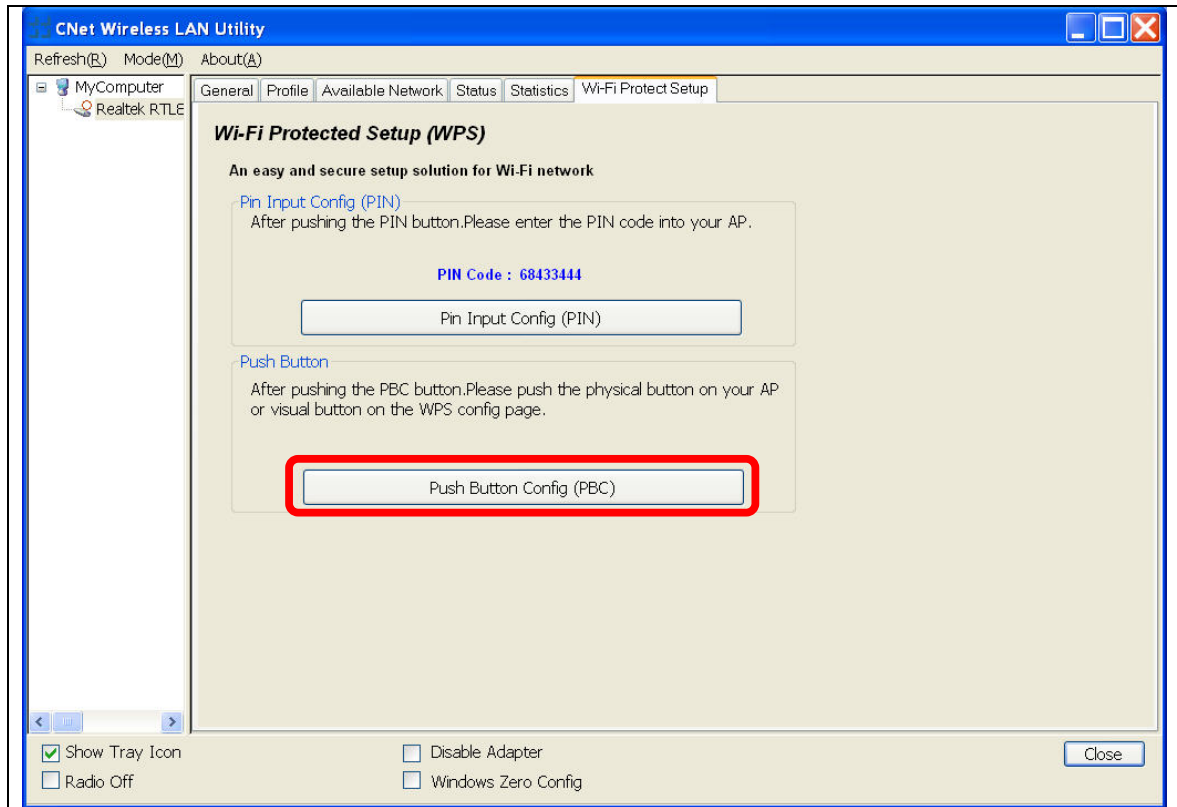 CNet Wireless LAN Utility
Refresh(R) Mode(M) About(A)
MyComputer
Realtek RTL8
General Profile Available Network Status Statistics Wi-Fi Protect Setup
Wi-Fi Protected Setup (WPS)
An easy and secure setup solution for Wi-Fi network
Pin Input Config (PIN)
After pushing the PIN button.Please enter the PIN code into your AP.
PIN Code : 68433444
Pin Input Config (PIN)
Push Button
After pushing the PBC button.Please push the physical button on your AP
or visual button on the WPS config page.
Push Button Config (PBC)
Show Tray Icon
Disable Adapter
Close
Radio Off
Windows Zero Config